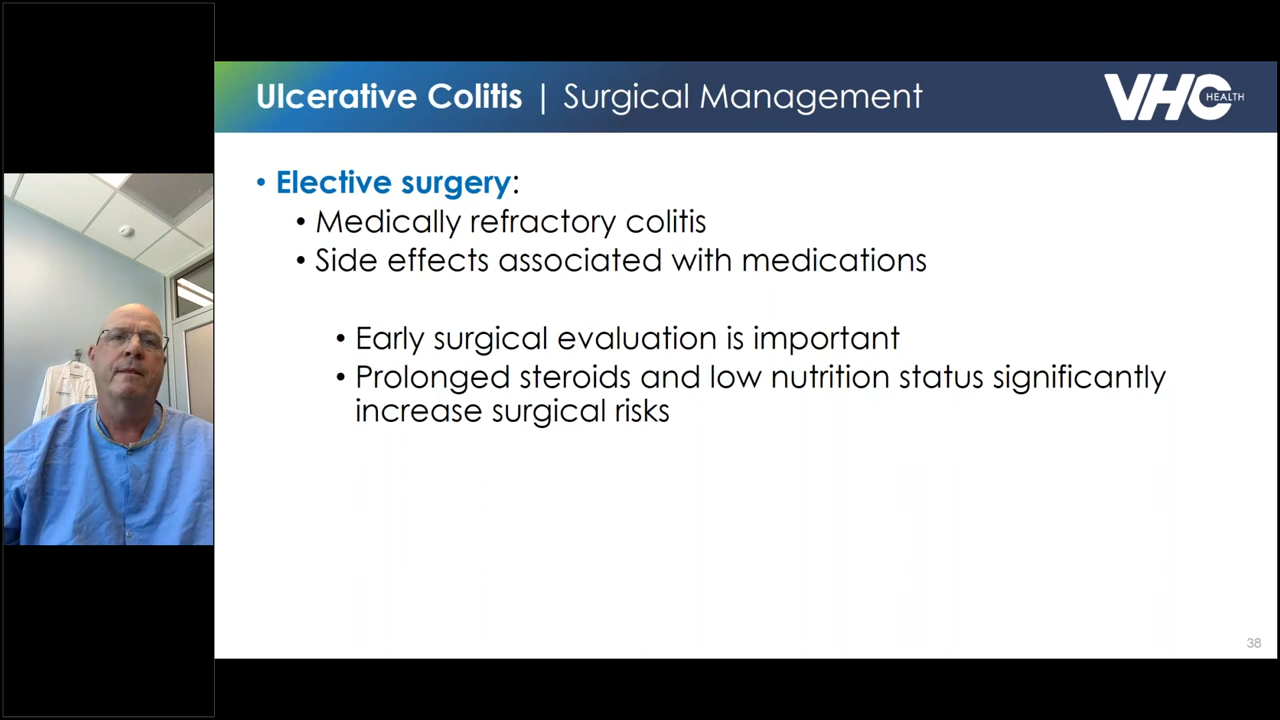 Ulcerative Colitis | Surgical Management
VHC HEALTH
• Elective surgery:
• Medically refractory colitis
• Side effects associated with medications
• Early surgical evaluation is important
• Prolonged steroids and low nutrition status significantly
increase surgical risks
38